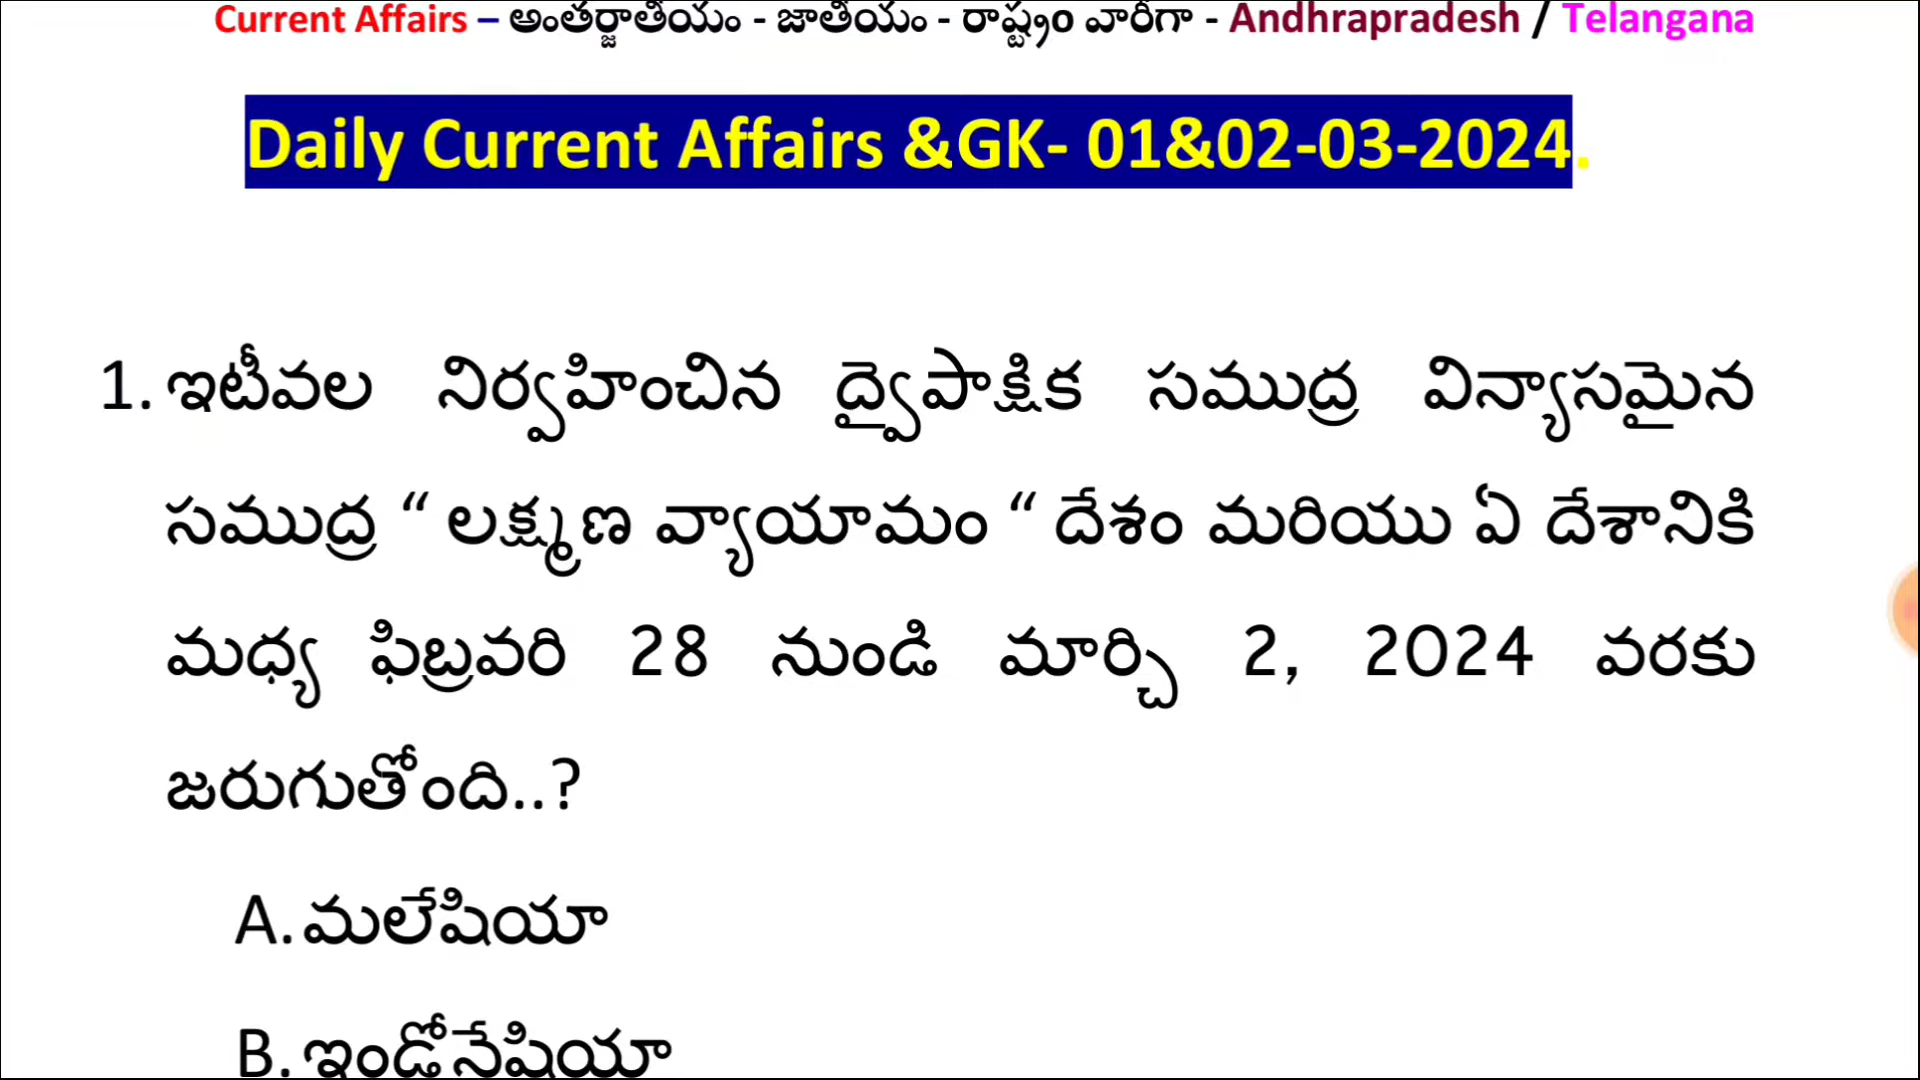 Current Affairs – అంతర్జాతీయం - జాతీయం - రాష్ట్రం వారీగా - Andhrapradesh / Telangana
Daily Current Affairs &GK- 01&02-03-2024.
1. ఇటీవల నిర్వహించిన ద్వైపాక్షిక సముద్ర విన్యాసమైన
సముద్ర “ లక్ష్మణ వ్యాయామం “ దేశం మరియు ఏ దేశానికి
మధ్య ఫిబ్రవరి 28 నుండి మార్చి 2, 2024 వరకు
జరుగుతోంది..?
A. మలేషియా
B. ఇండోనేషియా